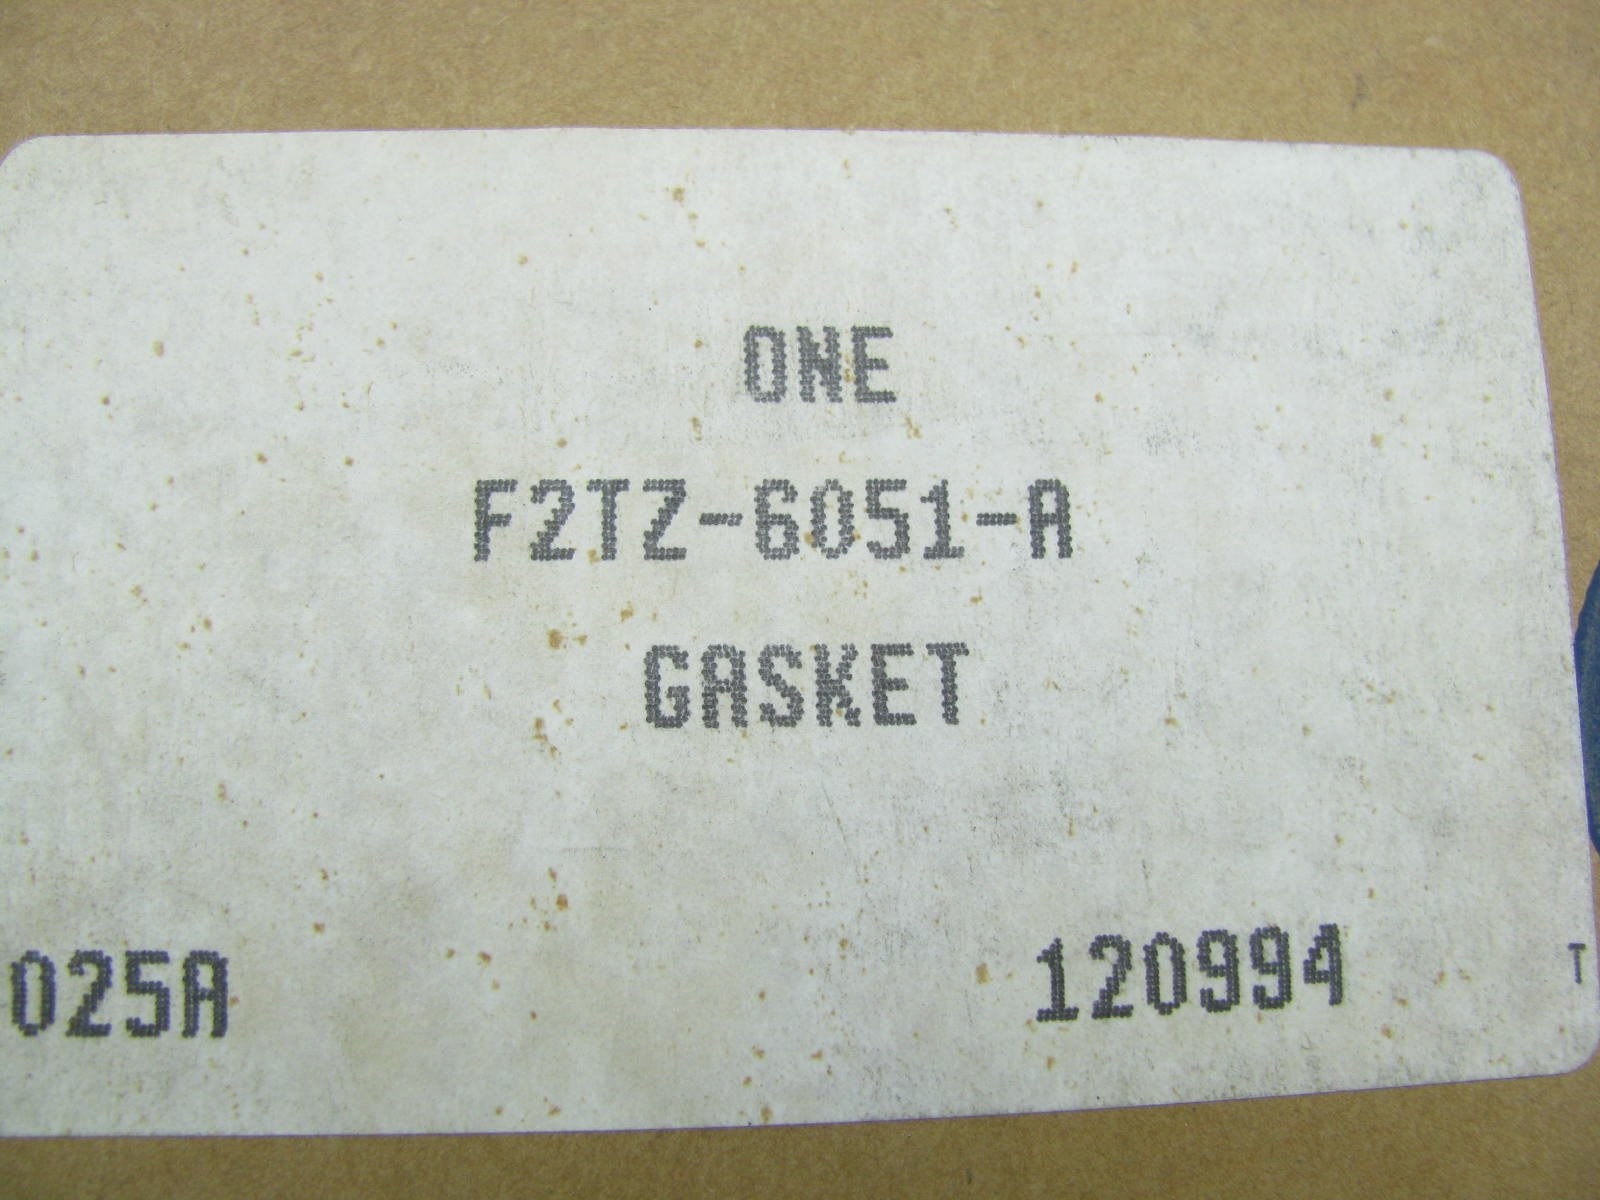 ONE
F2TZ-6051-A
GASKET
025A 120994 T